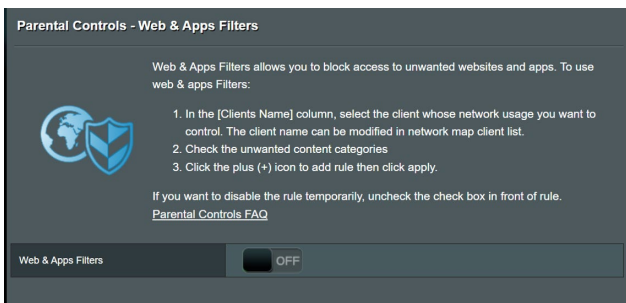 Parental Controls - Web & Apps Filters
Web & Apps Filters allows you to block access to unwanted websites and apps. To use
web & apps Filters:
1. In the [Clients Name] column, select the client whose network usage you want to
control. The client name can be modified in network map client list.
2. Check the unwanted content categories
3. Click the plus (+) icon to add rule then click apply.
If you want to disable the rule temporarily, uncheck the check box in front of rule.
Parental Controls FAQ
Web & Apps Filters
OFF